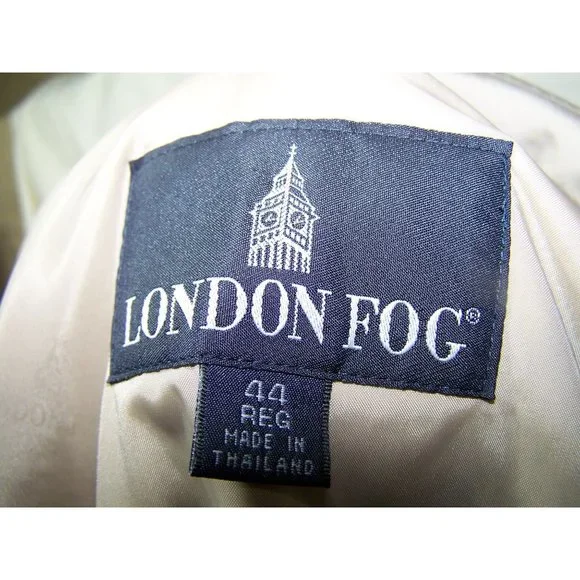 LONDON FOG®
44
REG
MADE IN
THAILAND